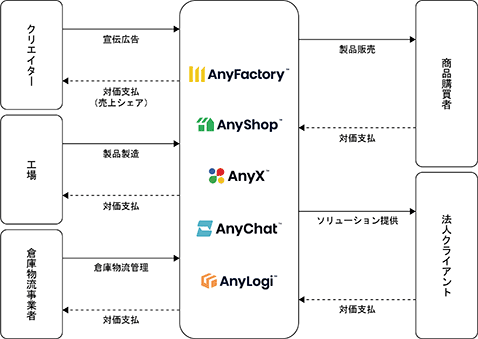 クリエイター
宣伝広告
対価支払
（売上シェア）
工場
製品製造
対価支払
倉庫物流事業者
倉庫物流管理
対価支払
AnyFactory™
AnyShop™
AnyX™
AnyChat™
AnyLogi™
製品販売
対価支払
商品購買者
ソリューション提供
対価支払
法人クライアント